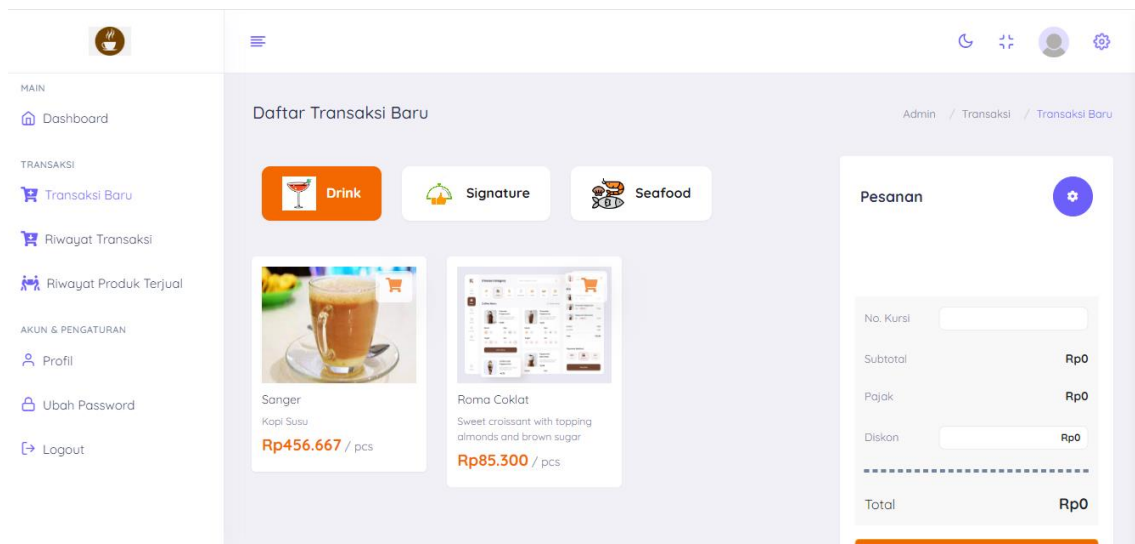 MAIN
Dashboard
TRANSAKSI
Transaksi Baru
Riwayat Transaksi
Riwayat Produk Terjual
AKUN & PENGATURAN
Profil
Ubah Password
Logout
Daftar Transaksi Baru
Admin / Transaksi / Transaksi Baru
Drink
Signature
Seafood
Sanger
Kopi Susu
Rp456.667 / pcs
Roma Coklat
Sweet croissant with topping
almonds and brown sugar
Rp85.300 / pcs
Pesanan
No. Kursi
Subtotal Rp0
Pajak Rp0
Diskon Rp0
Total Rp0